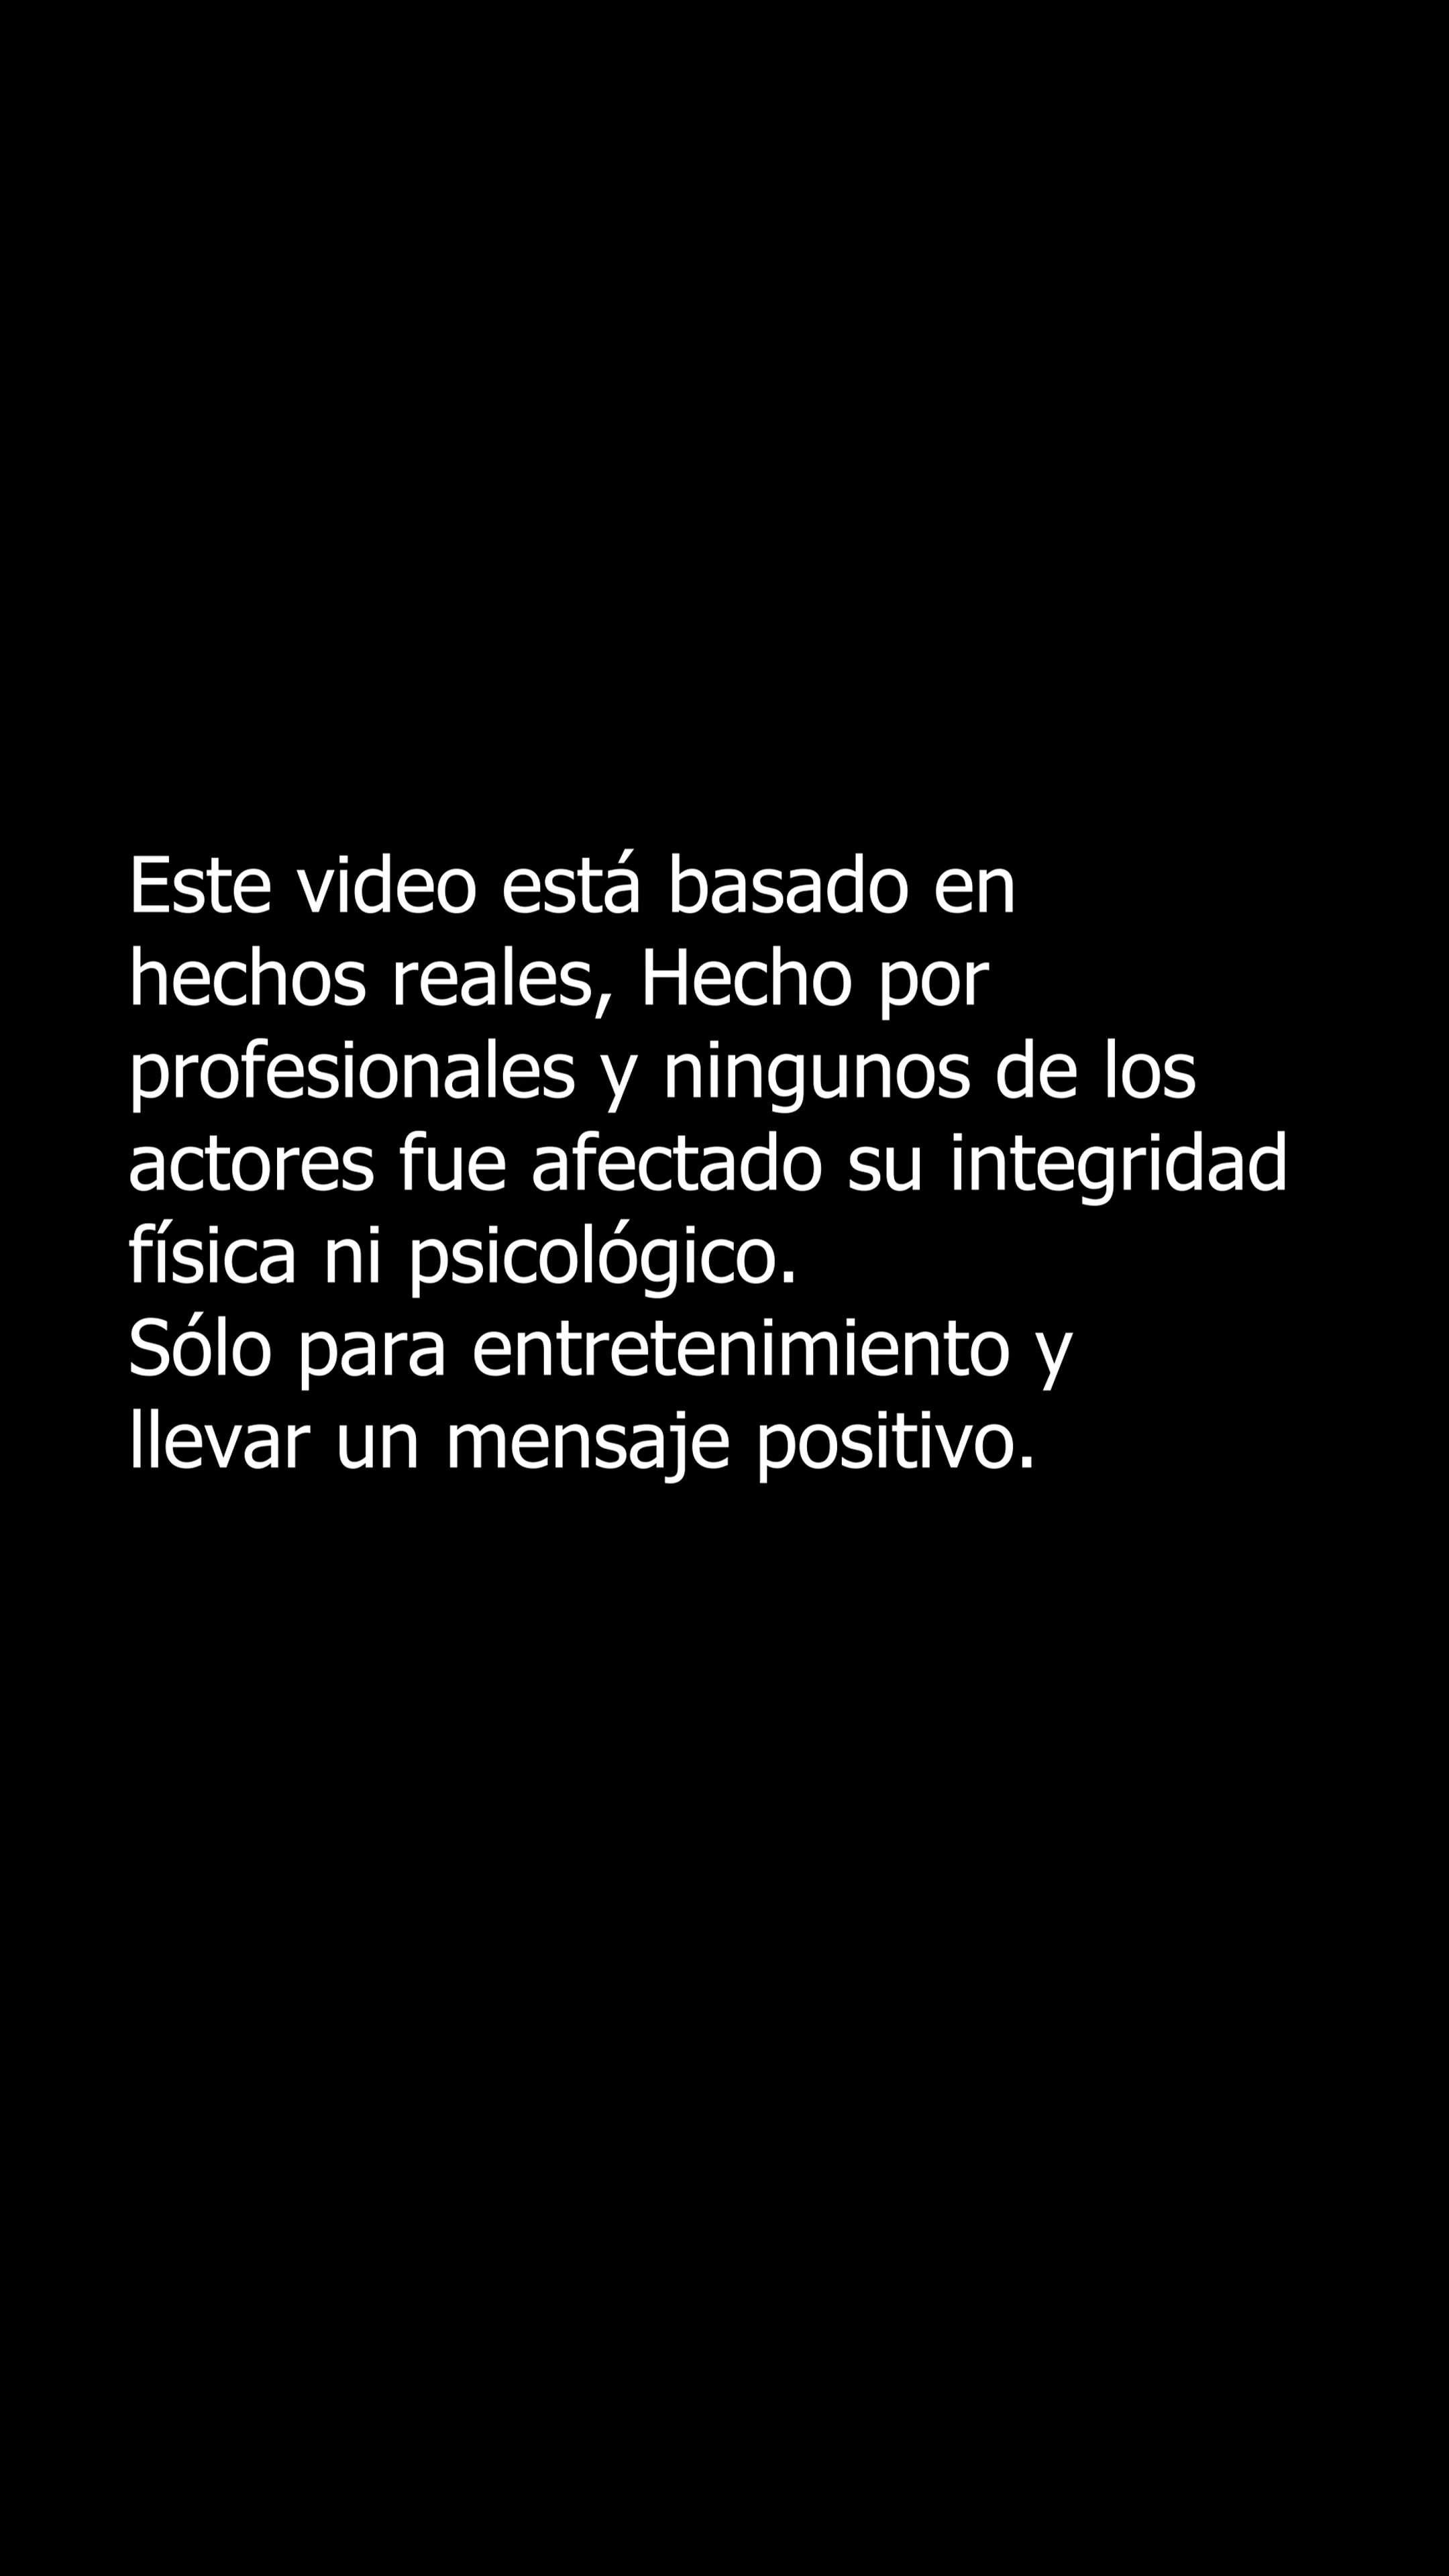 Este video está basado en
hechos reales, Hecho por
profesionales y ningunos de los
actores fue afectado su integridad
física ni psicológico.
Sólo para entretenimiento y
llevar un mensaje positivo.